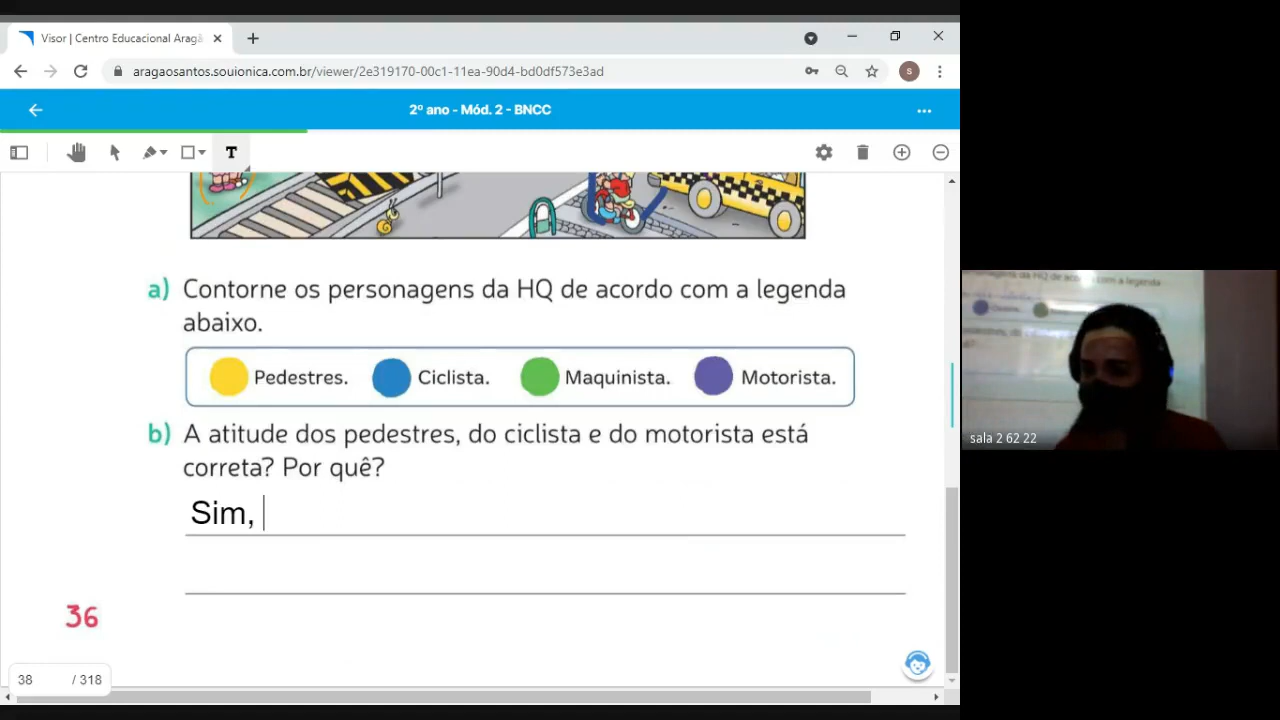 Visor | Centro Educacional Aragã
aragaosantos.souionica.com.br/viewer/2e319170-00c1-11ea-90d4-bd0df573e3ad
S
2º ano - Mód. 2 - BNCC
T
a) Contorne os personagens da HQ de acordo com a legenda
abaixo.
Pedestres. Ciclista. Maquinista. Motorista.
b) A atitude dos pedestres, do ciclista e do motorista está
correta? Por quê?
Sim,
36
38 / 318
sala 2 62 22